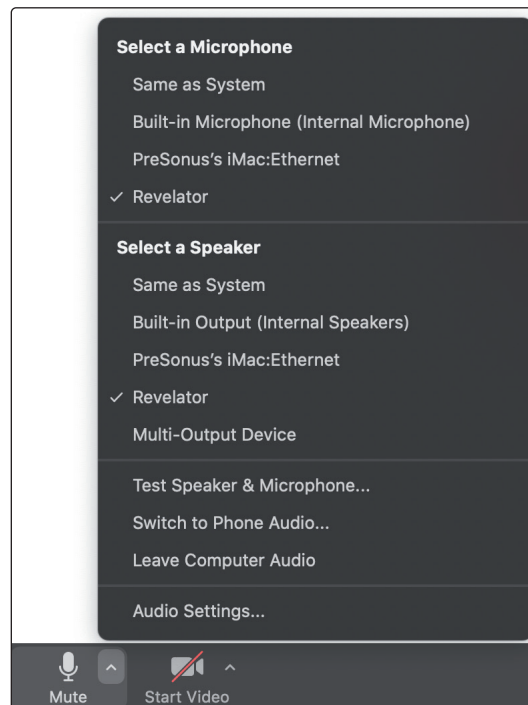 Select a Microphone
Same as System
Built-in Microphone (Internal Microphone)
PreSonus's iMac:Ethernet
✓ Revelator
Select a Speaker
Same as System
Built-in Output (Internal Speakers)
PreSonus's iMac:Ethernet
✓ Revelator
Multi-Output Device
Test Speaker & Microphone...
Switch to Phone Audio...
Leave Computer Audio
Audio Settings...
Mute
Start Video